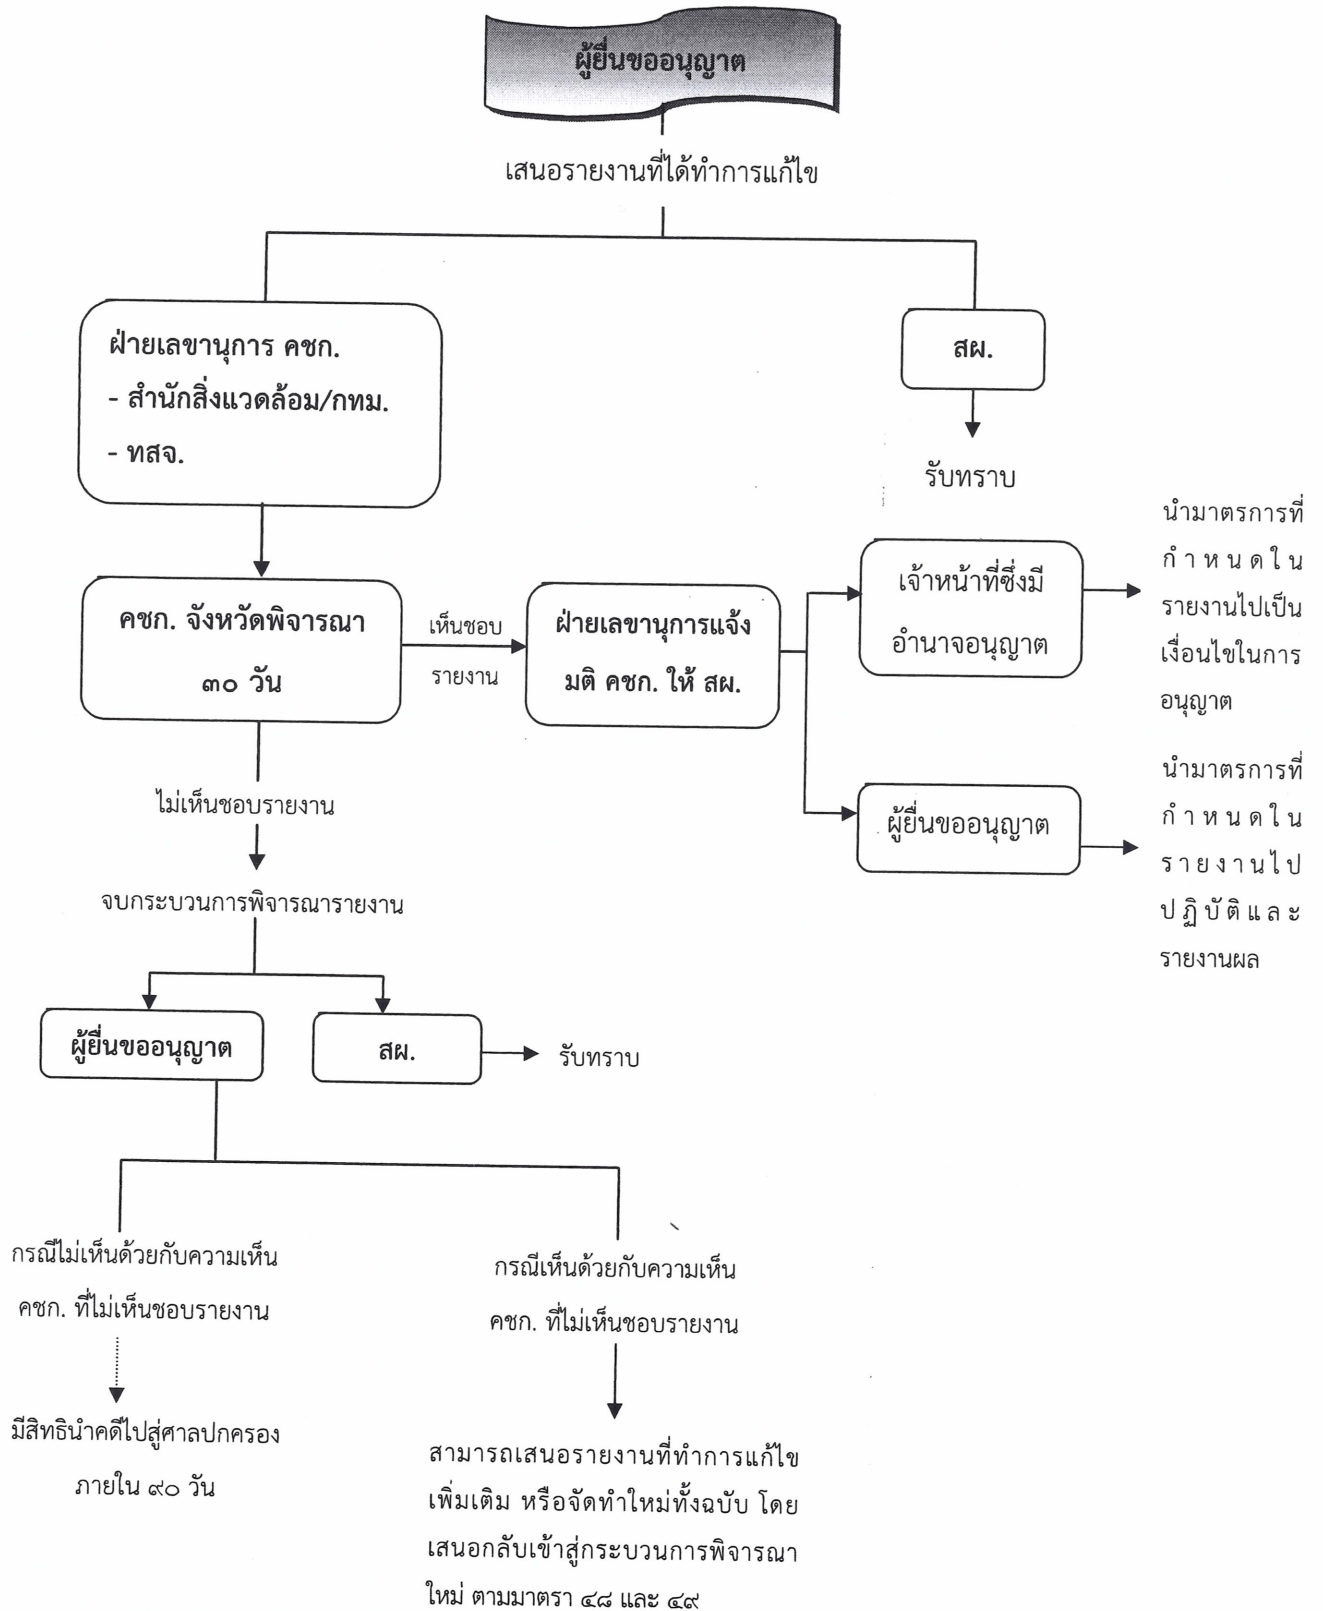 ผู้ยื่นขออนุญาต
เสนอรายงานที่ได้ทำการแก้ไข
ฝ่ายเลขานุการ คชก.
- สำนักสิ่งแวดล้อม/กทม.
- ทสจ.
สผ.
รับทราบ
คชก. จังหวัดพิจารณา
๓๐ วัน
เห็นชอบ
รายงาน
ฝ่ายเลขานุการแจ้ง
มติ คชก. ให้ สผ.
เจ้าหน้าที่ซึ่งมี
อำนาจอนุญาต
นำมาตรการที่
กำหนดใน
รายงานไปเป็น
เงื่อนไขในการ
อนุญาต
ผู้ยื่นขออนุญาต
นำมาตรการที่
กำหนดใน
รายงานไป
ปฏิบัติและ
รายงานผล
ไม่เห็นชอบรายงาน
จบกระบวนการพิจารณารายงาน
ผู้ยื่นขออนุญาต
สผ.
รับทราบ
กรณีไม่เห็นด้วยกับความเห็น
คชก. ที่ไม่เห็นชอบรายงาน
มีสิทธินำคดีไปสู่ศาลปกครอง
ภายใน ๙๐ วัน
กรณีเห็นด้วยกับความเห็น
คชก. ที่ไม่เห็นชอบรายงาน
สามารถเสนอรายงานที่ทำการแก้ไข
เพิ่มเติม หรือจัดทำใหม่ทั้งฉบับ โดย
เสนอกลับเข้าสู่กระบวนการพิจารณา
ใหม่ ตามมาตรา ๔๘ และ ๔๙